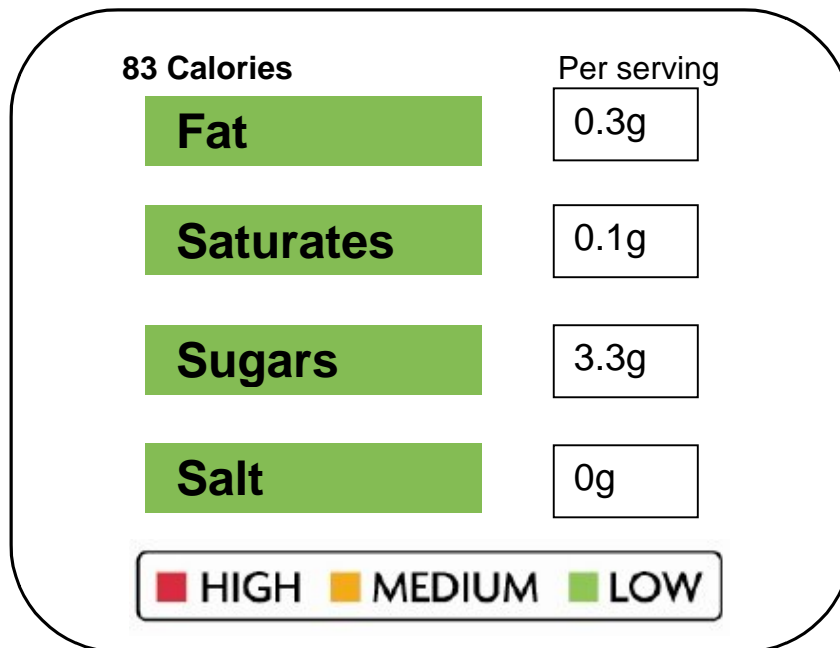 83 Calories Per serving
Fat 0.3g
Saturates 0.1g
Sugars 3.3g
Salt 0g
HIGH MEDIUM LOW